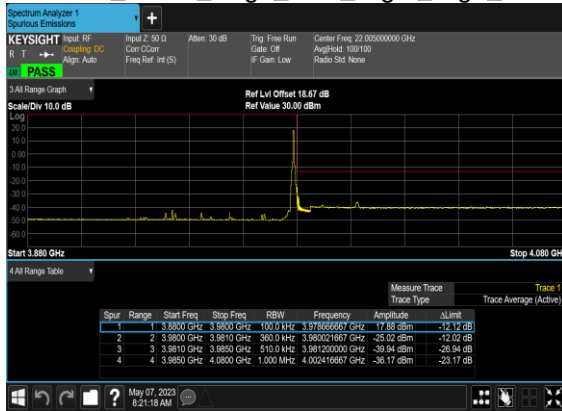 Spectrum Analyzer 1
Spurious Emissions
+
KEYSIGHT Input: RF Input Z: 50 Ω Atten: 30 dB Trig: Free Run Center Freq: 22.005000000 GHz
R T Coupling: DC Corr CCorr Gate: Off Avg|Hold: 100/100
Align: Auto Freq Ref: Int (S) IF Gain: Low Radio Std: None
LM PASS
3 All Range Graph
Ref Lvl Offset 18.67 dB
Scale/Div 10.0 dB Ref Value 30.00 dBm
Log
20.0
10.0
0.00
-10.0
-20.0
-30.0
-40.0
-50.0
-60.0
Start 3.880 GHz Stop 4.080 GH
4 All Range Table
Measure Trace Trace 1
Trace Type Trace Average (Active)
Spur Range Start Freq Stop Freq RBW Frequency Amplitude ΔLimit
1 1 3.8800 GHz 3.9800 GHz 100.0 kHz 3.978666667 GHz 17.88 dBm -12.12 dB
2 2 3.9800 GHz 3.9810 GHz 360.0 kHz 3.980021667 GHz -25.02 dBm -12.02 dB
3 3 3.9810 GHz 3.9850 GHz 510.0 kHz 3.981200000 GHz -39.94 dBm -26.94 dB
4 4 3.9850 GHz 4.0800 GHz 1.000 MHz 4.002416667 GHz -36.17 dBm -23.17 dB
? May 07, 2023
8:21:18 AM